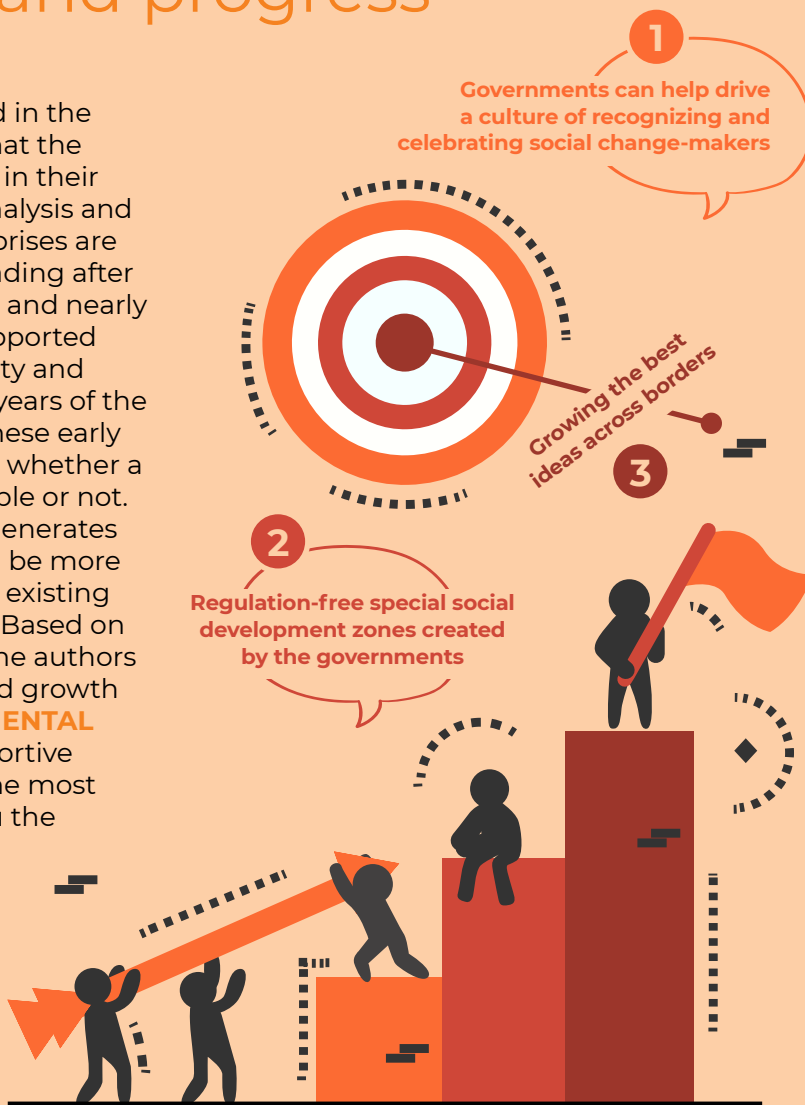 and progress
d in the
hat the
in their
nalysis and
prises are
nding after
and nearly
pported
ty and
years of the
hese early
whether a
ble or not.
enerates
be more
existing
Based on
he authors
d growth
ENTAL
ortive
he most
the
1
Governments can help drive
a culture of recognizing and
celebrating social change-makers
Growing the best
ideas across borders
3
2
Regulation-free special social
development zones created
by the governments